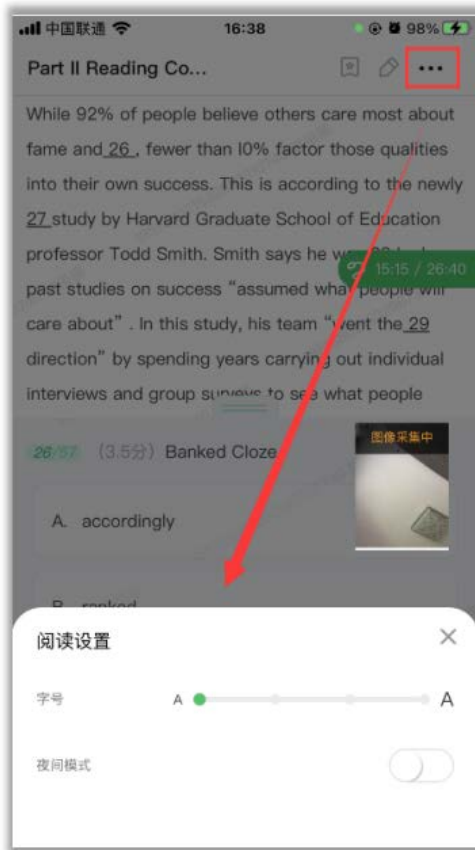 中国联通 16:38 98%
Part II Reading Co...
While 92% of people believe others care most about
fame and 26 , fewer than l0% factor those qualities
into their own success. This is according to the newly
27 study by Harvard Graduate School of Education
professor Todd Smith. Smith says he
15:15 / 26:40
past studies on success “assumed what people will
care about” . In this study, his team “went the 29
direction” by spending years carrying out individual
interviews and group surveys to see what people
26/57 (3.5分) Banked Cloze
图像采集中
A. accordingly
B. ranked
阅读设置
字号 A A
夜间模式